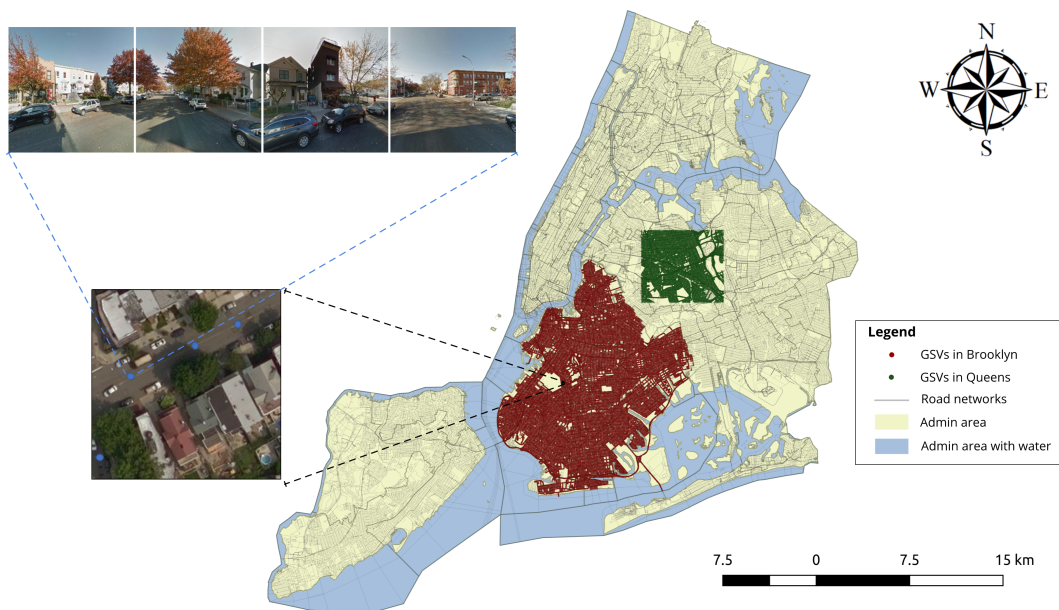 N
W E
S
Legend
GSVs in Brooklyn
GSVs in Queens
Road networks
Admin area
Admin area with water
7.5 0 7.5 15 km